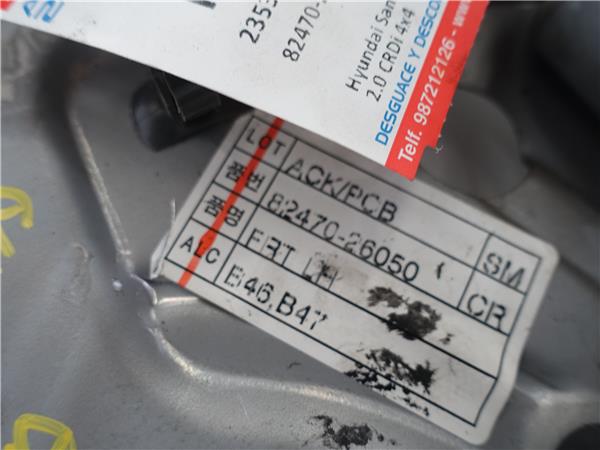 2353
82470-
Hyundai San
2.0 CRDi 4x4
DESGUACE Y DESCO
Telf. 987212126 - www.
LOT ACK/PCB SM
품번 82470-26050 CR
품명 FRT LH
ALC B46,B47